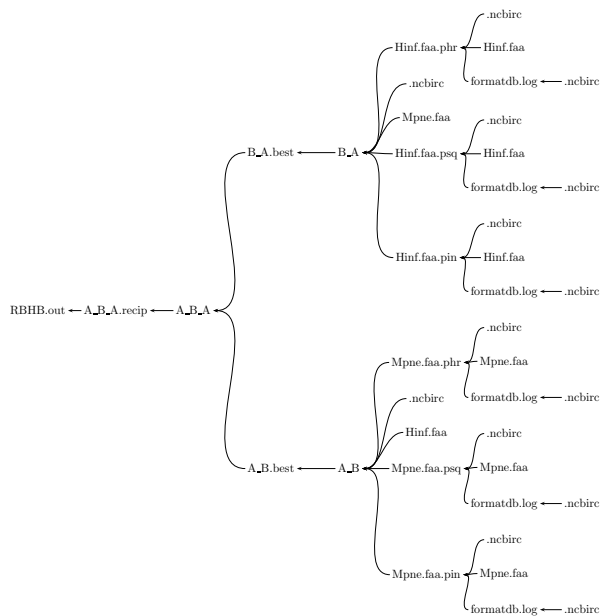 .ncbirc
Hinf.faa.phr
Hinf.faa
formatdb.log
.ncbirc
.ncbirc
Mpne.faa
.ncbirc
B_A.best
B_A
Hinf.faa.psq
Hinf.faa
formatdb.log
.ncbirc
.ncbirc
Hinf.faa.pin
Hinf.faa
formatdb.log
.ncbirc
RBHB.out
A_B_A.recip
A_B_A
.ncbirc
Mpne.faa.phr
Mpne.faa
formatdb.log
.ncbirc
.ncbirc
Hinf.faa
.ncbirc
A_B.best
A_B
Mpne.faa.psq
Mpne.faa
formatdb.log
.ncbirc
.ncbirc
Mpne.faa.pin
Mpne.faa
formatdb.log
.ncbirc